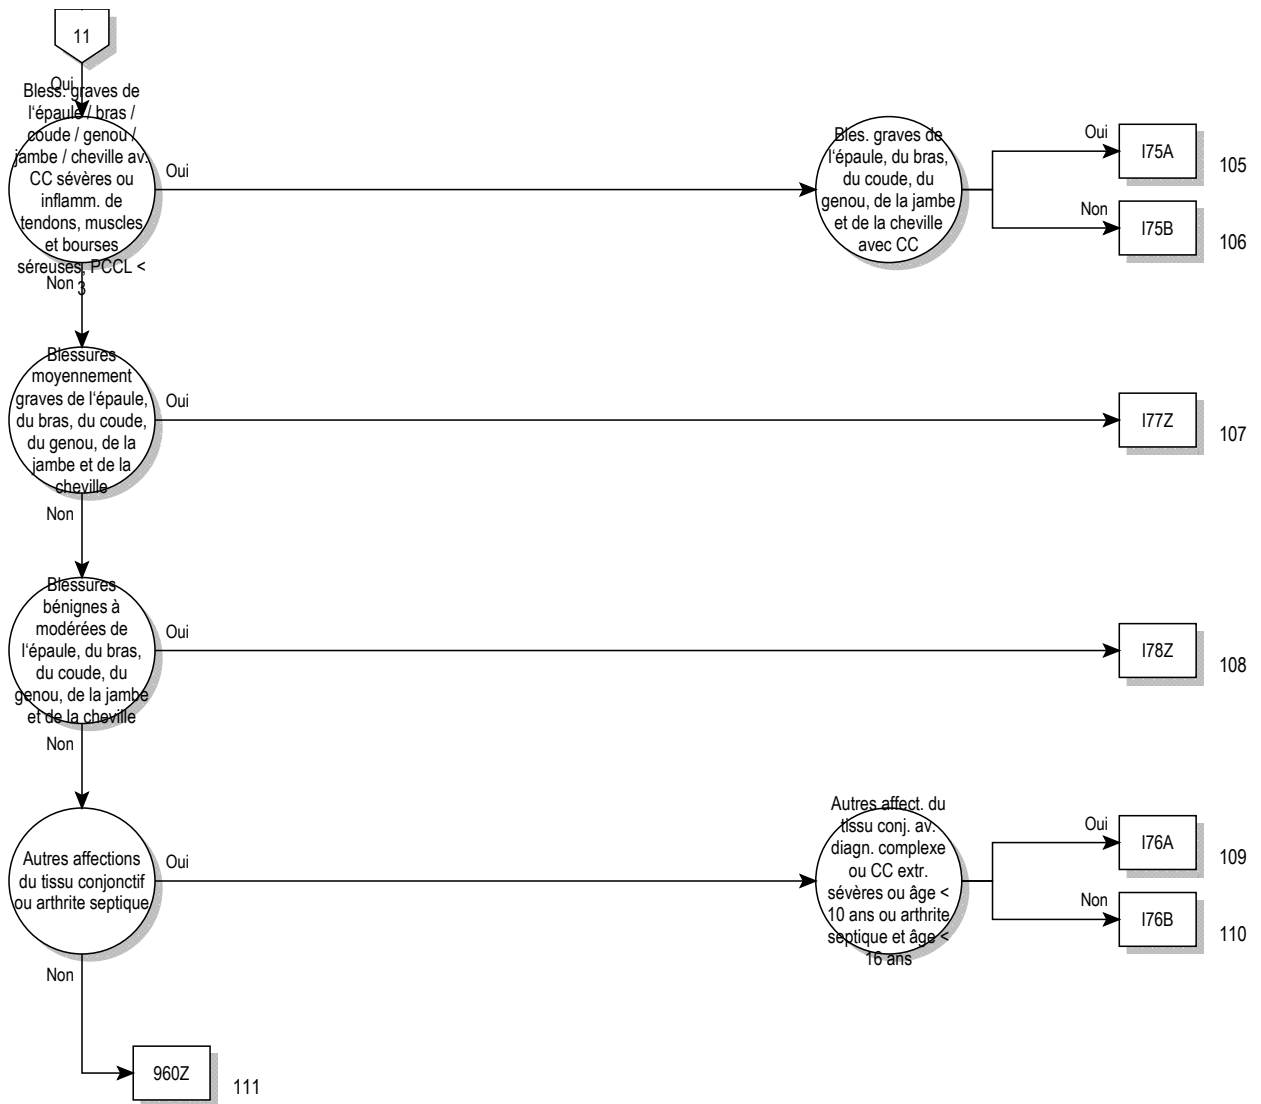 11
Oui
Bless. graves de
l'épaule / bras /
coude / genou /
jambe / cheville av.
CC sévères ou
inflamm. de
tendons, muscles
et bourses
séreuses, PCCL <
3
Oui
Bles. graves de
l'épaule, du bras,
du coude, du
genou, de la jambe
et de la cheville
avec CC
Oui
I75A
105
Non
I75B
106
Non
Blessures
moyennement
graves de l'épaule,
du bras, du coude,
du genou, de la
jambe et de la
cheville
Oui
I77Z
107
Non
Blessures
bénignes à
modérées de
l'épaule, du bras,
du coude, du
genou, de la jambe
et de la cheville
Oui
I78Z
108
Non
Autres affections
du tissu conjonctif
ou arthrite septique
Oui
Autres affect. du
tissu conj. av.
diagn. complexe
ou CC extr.
sévères ou âge <
10 ans ou arthrite
septique et âge <
16 ans
Oui
I76A
109
Non
I76B
110
Non
960Z
111